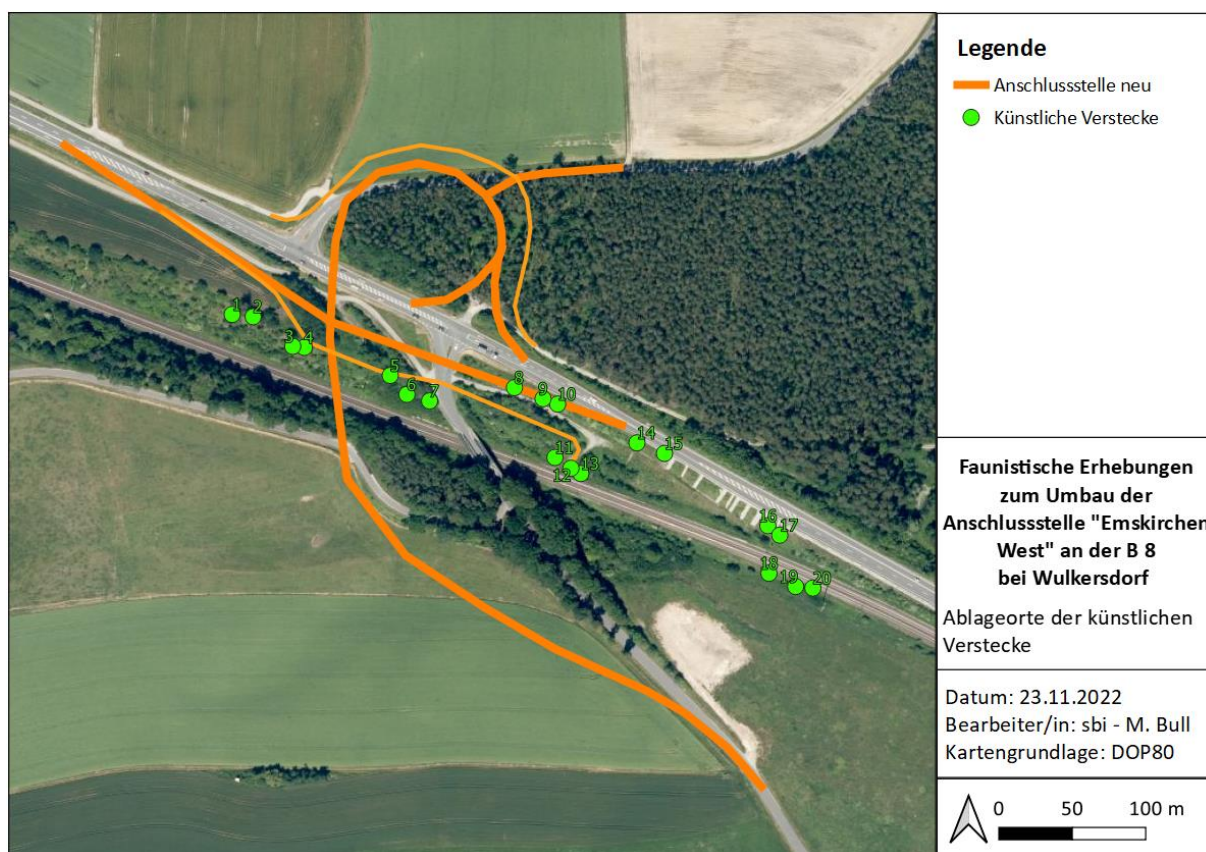 Legende
Anschlussstelle neu
Künstliche Verstecke
1
2
3
4
5
6
7
8
9
10
11
12
13
14
15
16
17
18
19
20
Faunistische Erhebungen
zum Umbau der
Anschlussstelle "Emskirchen
West" an der B 8
bei Wulkersdorf
Ablageorte der künstlichen
Verstecke
Datum: 23.11.2022
Bearbeiter/in: sbi - M. Bull
Kartengrundlage: DOP80
0 50 100 m